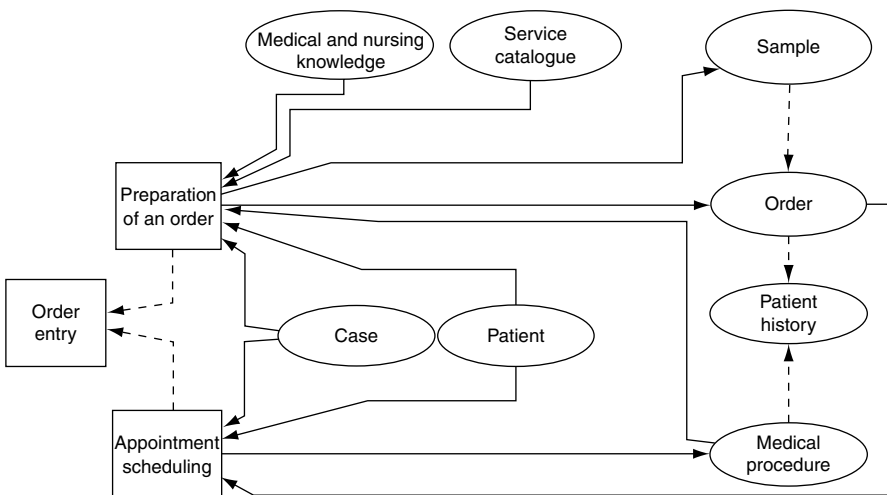 Medical and nursing
knowledge
Service
catalogue
Sample
Preparation
of an order
Order
Order
entry
Case
Patient
Patient
history
Appointment
scheduling
Medical
procedure